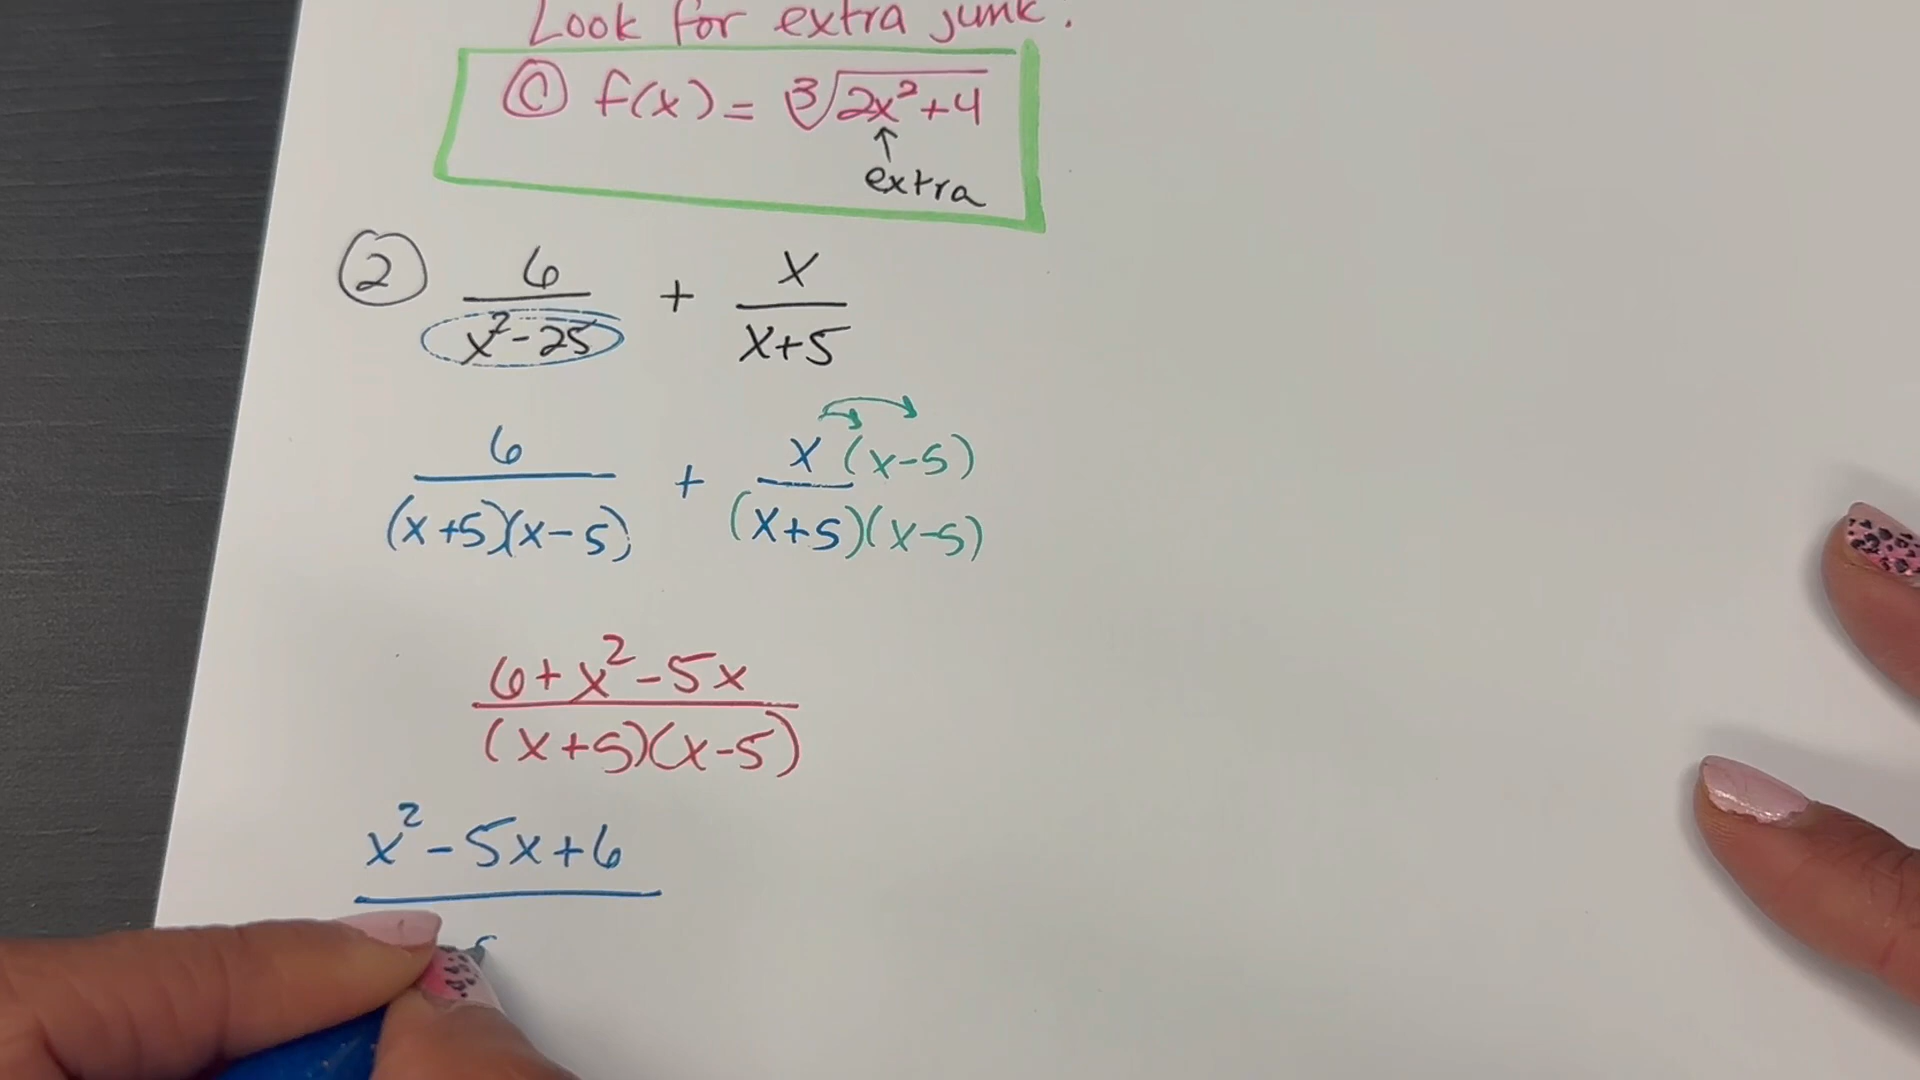 Look for extra junk.
Ⓒ f(x) = ∛(2x²+4)
↑
extra
② 6/(x²-25) + x/(x+5)
6/((x+5)(x-5)) + x(x-5)/((x+5)(x-5))
(6+x²-5x)/((x+5)(x-5))
x²-5x+6